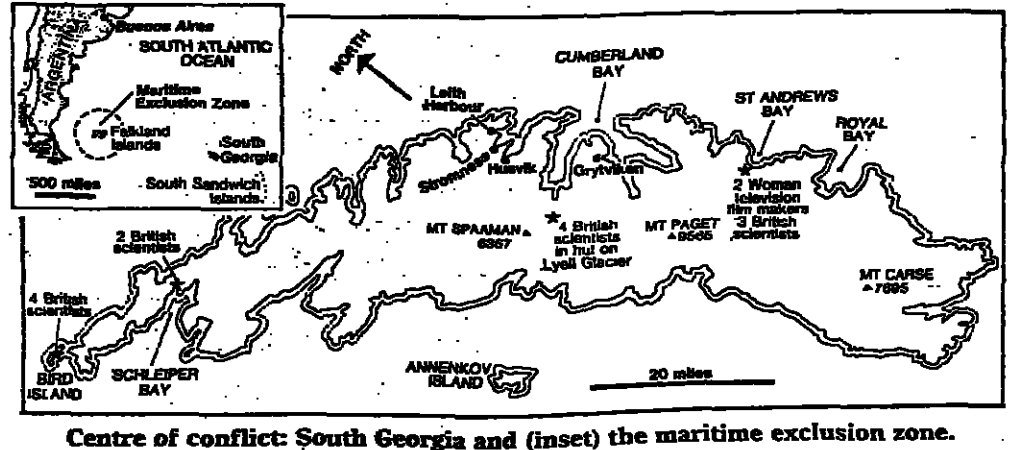 Buenos Aires
ARGENTINA
SOUTH ATLANTIC
OCEAN
Maritime
Exclusion Zone
Falkland
Islands
South
Georgia
500 miles
South Sandwich
Islands
NORTH
CUMBERLAND
BAY
Leith
Harbour
ST ANDREWS
BAY
ROYAL
BAY
Stromness
Husvik
Grytviken
2 Woman
television
film makers
3 British
scientists
MT SPAAMAN
6367
4 British
scientists
in hut on
Lyell Glacier
MT PAGET
9565
2 British
scientists
MT CARSE
7695
4 British
scientists
BIRD
ISLAND
SCHLEIPER
BAY
ANNENKOV
ISLAND
20 miles
Centre of conflict: South Georgia and (inset) the maritime exclusion zone.